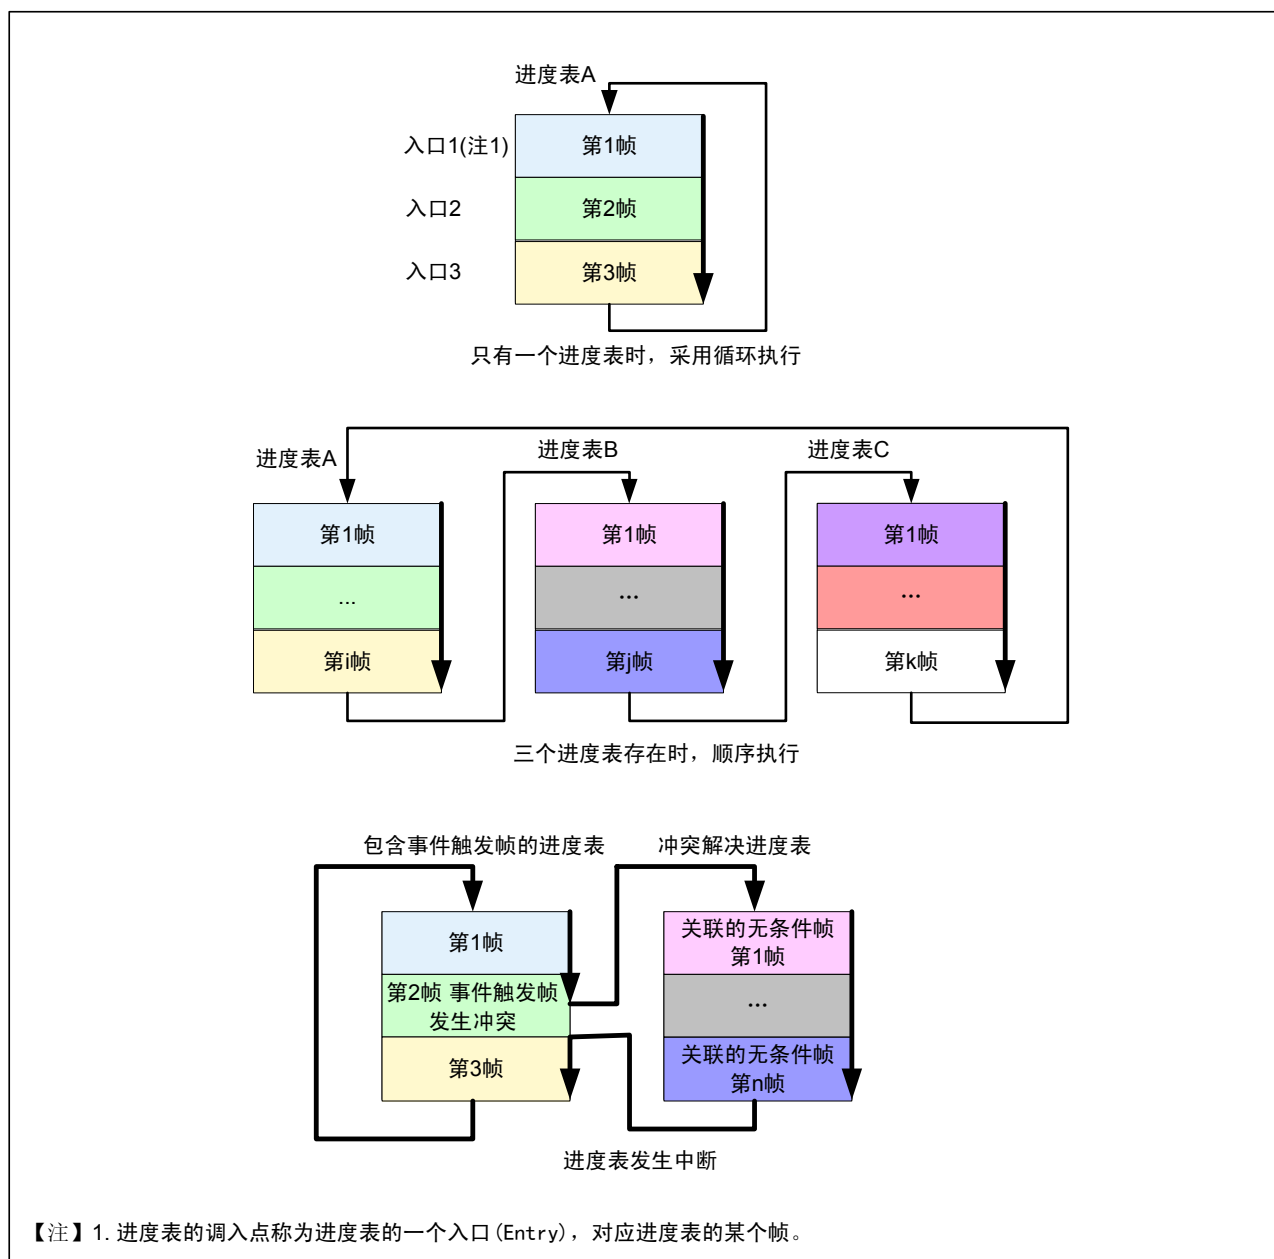 进度表A
入口1(注1)
第1帧
入口2
第2帧
入口3
第3帧
只有一个进度表时，采用循环执行
进度表A
进度表B
进度表C
第1帧
第1帧
第1帧
...
...
...
第i帧
第j帧
第k帧
三个进度表存在时，顺序执行
包含事件触发帧的进度表
冲突解决进度表
第1帧
关联的无条件帧
第1帧
第2帧 事件触发帧
发生冲突
...
第3帧
关联的无条件帧
第n帧
进度表发生中断
【注】1.进度表的调入点称为进度表的一个入口(Entry)，对应进度表的某个帧。